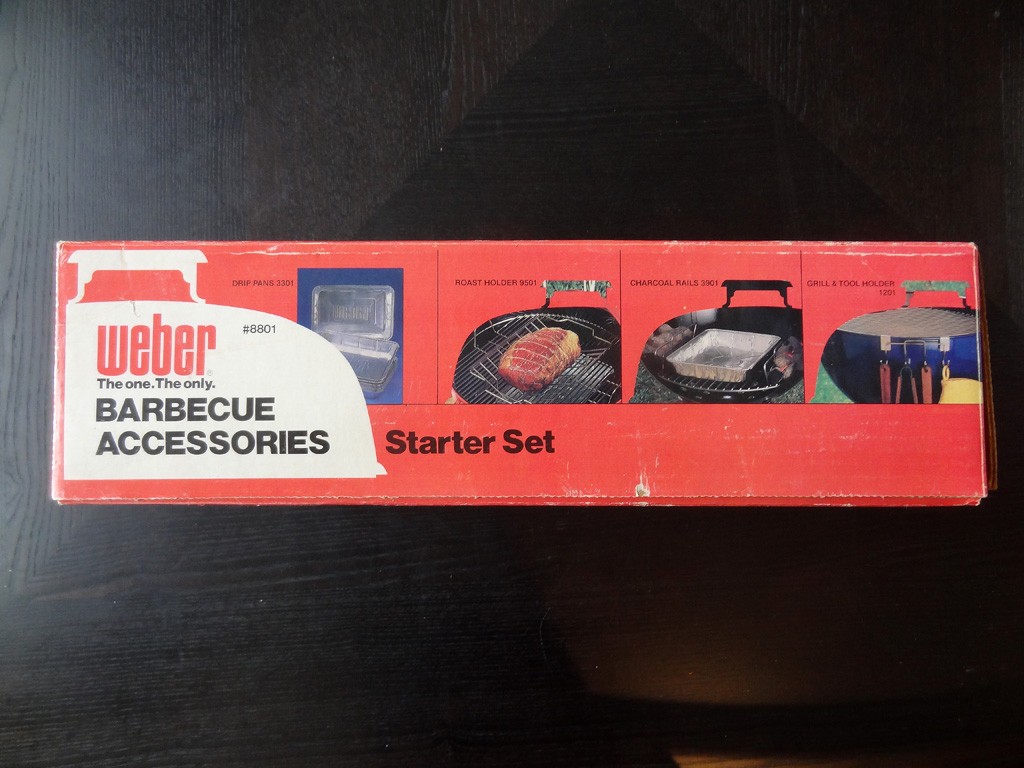 weber®
The one. The only.
#8801
BARBECUE
ACCESSORIES
Starter Set
DRIP PANS 3301
ROAST HOLDER 9501
CHARCOAL RAILS 3901
GRILL & TOOL HOLDER
1201